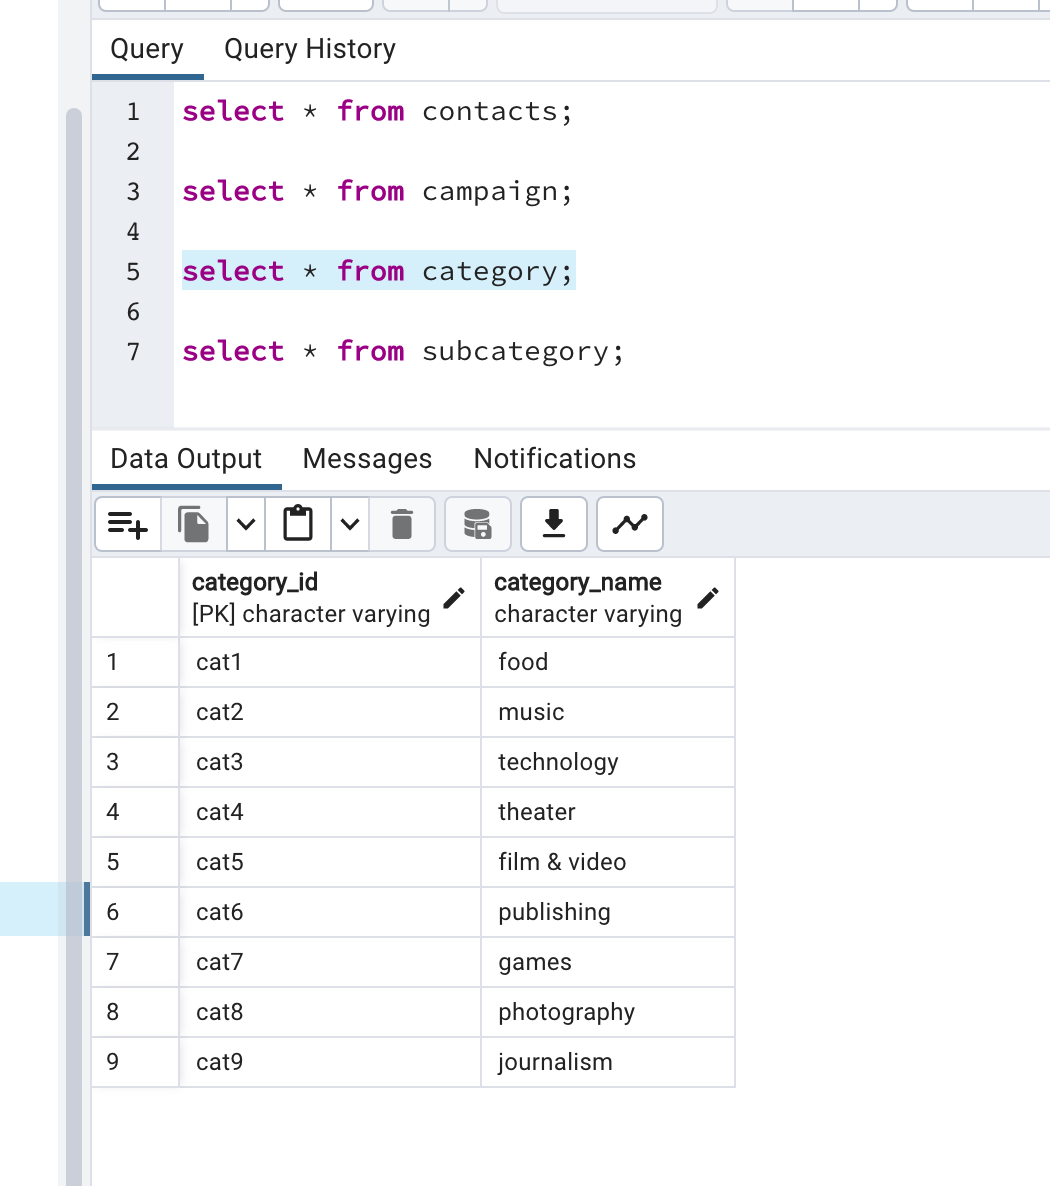 Query Query History
1 select * from contacts;
2
3 select * from campaign;
4
5 select * from category;
6
7 select * from subcategory;
Data Output Messages Notifications
category_id category_name
[PK] character varying character varying
1 cat1 food
2 cat2 music
3 cat3 technology
4 cat4 theater
5 cat5 film & video
6 cat6 publishing
7 cat7 games
8 cat8 photography
9 cat9 journalism